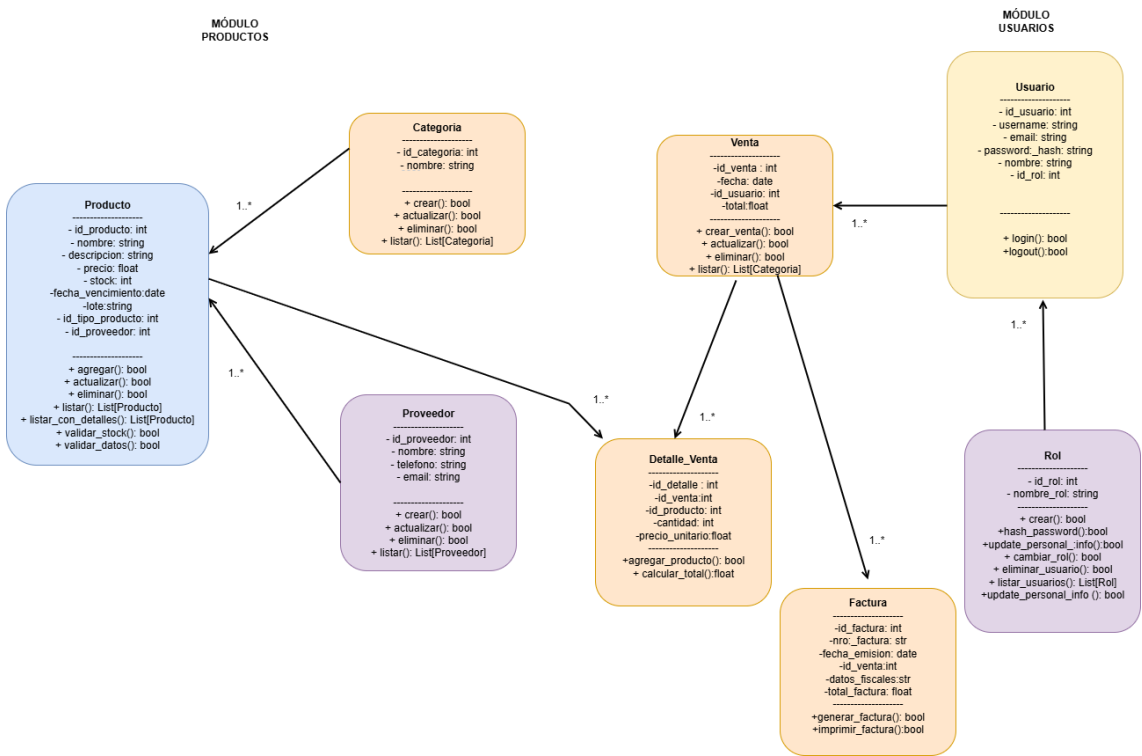 MÓDULO
PRODUCTOS
MÓDULO
USUARIOS
Categoria
--------------------
- id_categoria: int
- nombre: string
--------------------
+ crear(): bool
+ actualizar(): bool
+ eliminar(): bool
+ listar(): List[Categoria]
Venta
--------------------
-id_venta : int
-fecha: date
-id_usuario: int
-total:float
--------------------
+ crear_venta(): bool
+ actualizar(): bool
+ eliminar(): bool
+ listar(): List[Categoria]
Usuario
--------------------
- id_usuario: int
- username: string
- email: string
- password:_hash: string
- nombre: string
- id_rol: int
--------------------
+ login(): bool
+logout():bool
1..*
1..*
Producto
--------------------
- id_producto: int
- nombre: string
- descripcion: string
- precio: float
- stock: int
-fecha_vencimiento:date
-lote:string
- id_tipo_producto: int
- id_proveedor: int
--------------------
+ agregar(): bool
+ actualizar(): bool
+ eliminar(): bool
+ listar(): List[Producto]
+ listar_con_detalles(): List[Producto]
+ validar_stock(): bool
+ validar_datos(): bool
1..*
1..*
1..*
1..*
Proveedor
--------------------
- id_proveedor: int
- nombre: string
- telefono: string
- email: string
--------------------
+ crear(): bool
+ actualizar(): bool
+ eliminar(): bool
+ listar(): List[Proveedor]
Detalle_Venta
--------------------
-id_detalle : int
-id_venta:int
-id_producto: int
-cantidad: int
-precio_unitario:float
--------------------
+agregar_producto(): bool
+ calcular_total():float
Rol
--------------------
- id_rol: int
- nombre_rol: string
--------------------
+ crear(): bool
+hash_password():bool
+update_personal_:info():bool
+ cambiar_rol(): bool
+ eliminar_usuario(): bool
+ listar_usuarios(): List[Rol]
+update_personal_info (): bool
1..*
Factura
--------------------
-id_factura: int
-nro:_factura: str
-fecha_emision: date
-id_venta:int
-datos_fiscales:str
-total_factura: float
--------------------
+generar_factura(): bool
+imprimir_factura():bool